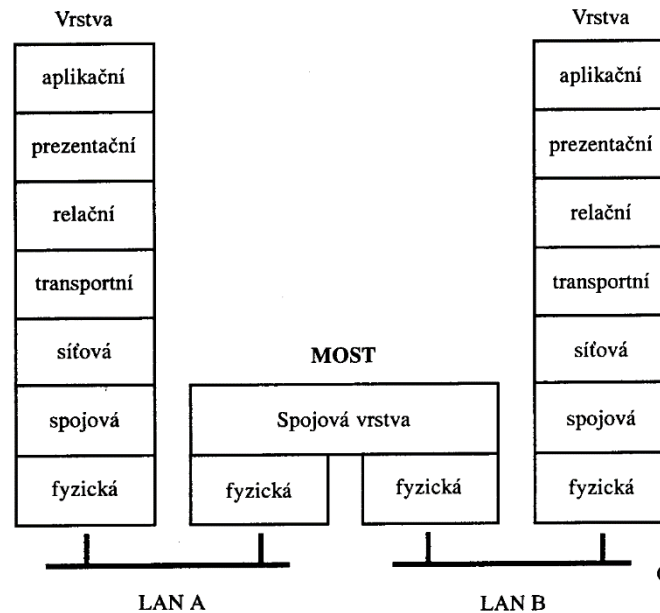 Vrstva
aplikační
prezentační
relační
transportní
síťová
spojová
fyzická
MOST
Spojová vrstva
fyzická
fyzická
Vrstva
aplikační
prezentační
relační
transportní
síťová
spojová
fyzická
LAN A
LAN B